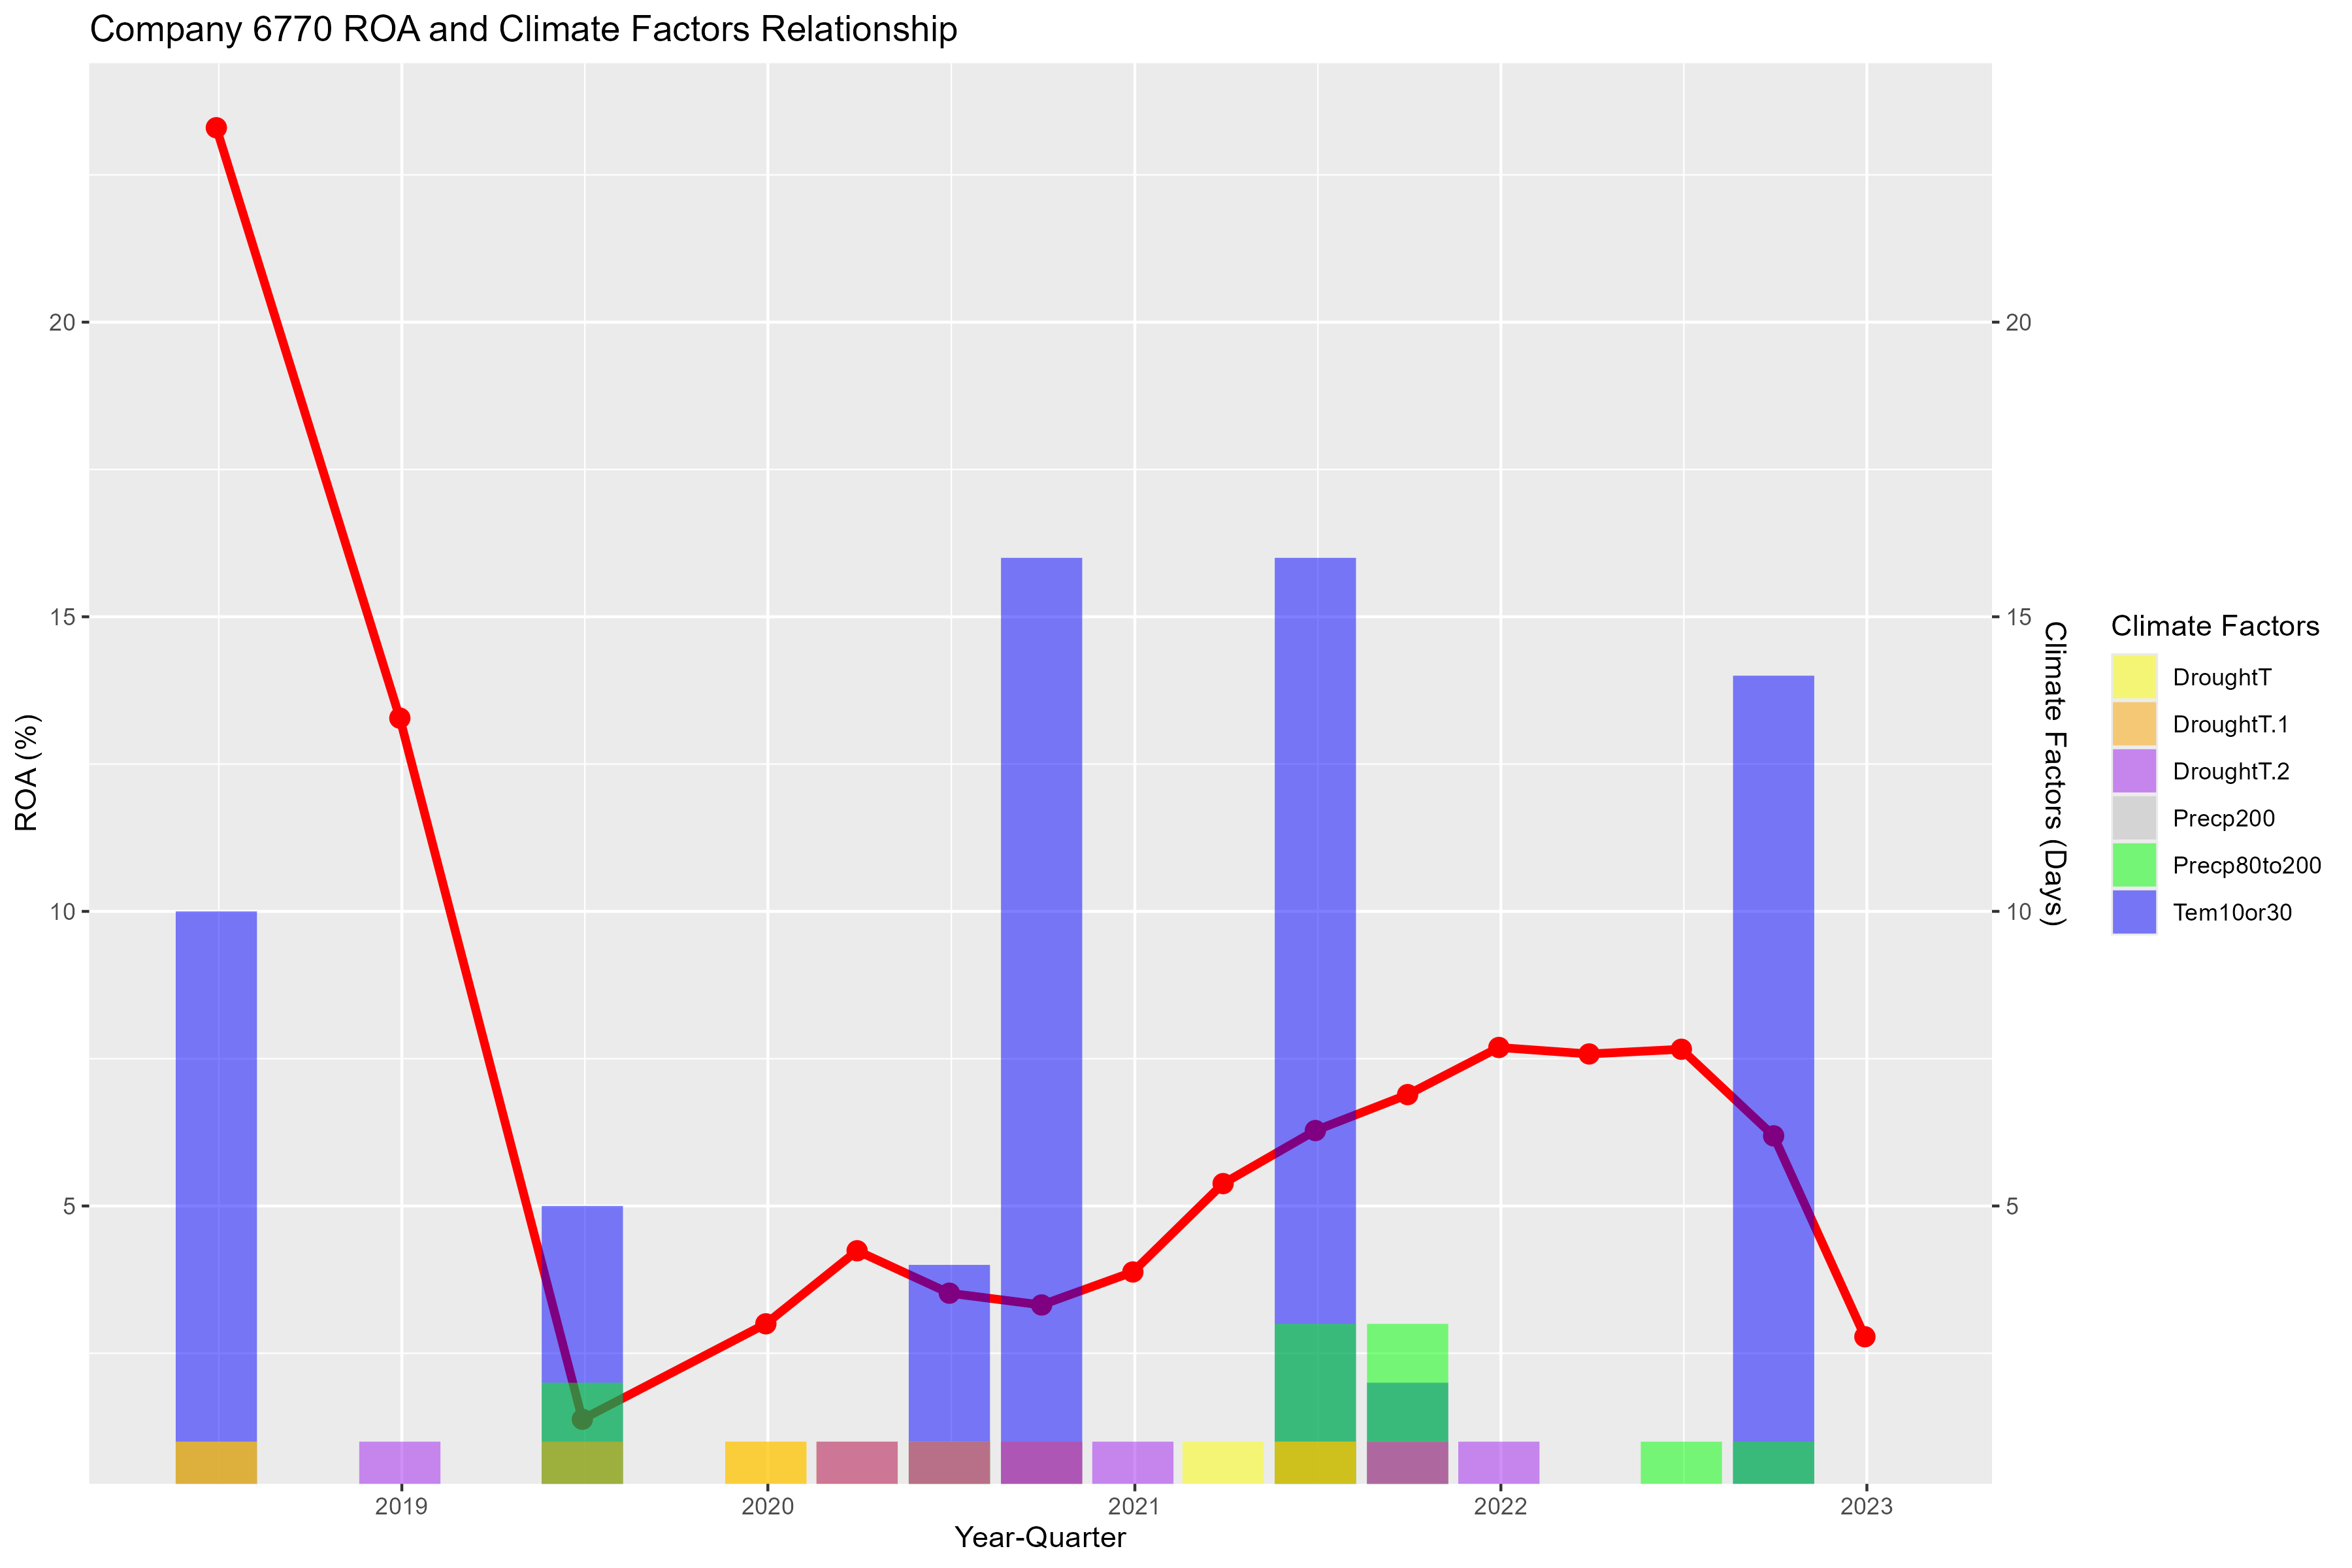 Company 6770 ROA and Climate Factors Relationship
ROA (%)
20
15
10
5
20
15
10
5
Climate Factors (Days)
2019
2020
2021
2022
2023
Year-Quarter
Climate Factors
DroughtT
DroughtT.1
DroughtT.2
Precp200
Precp80to200
Tem10or30